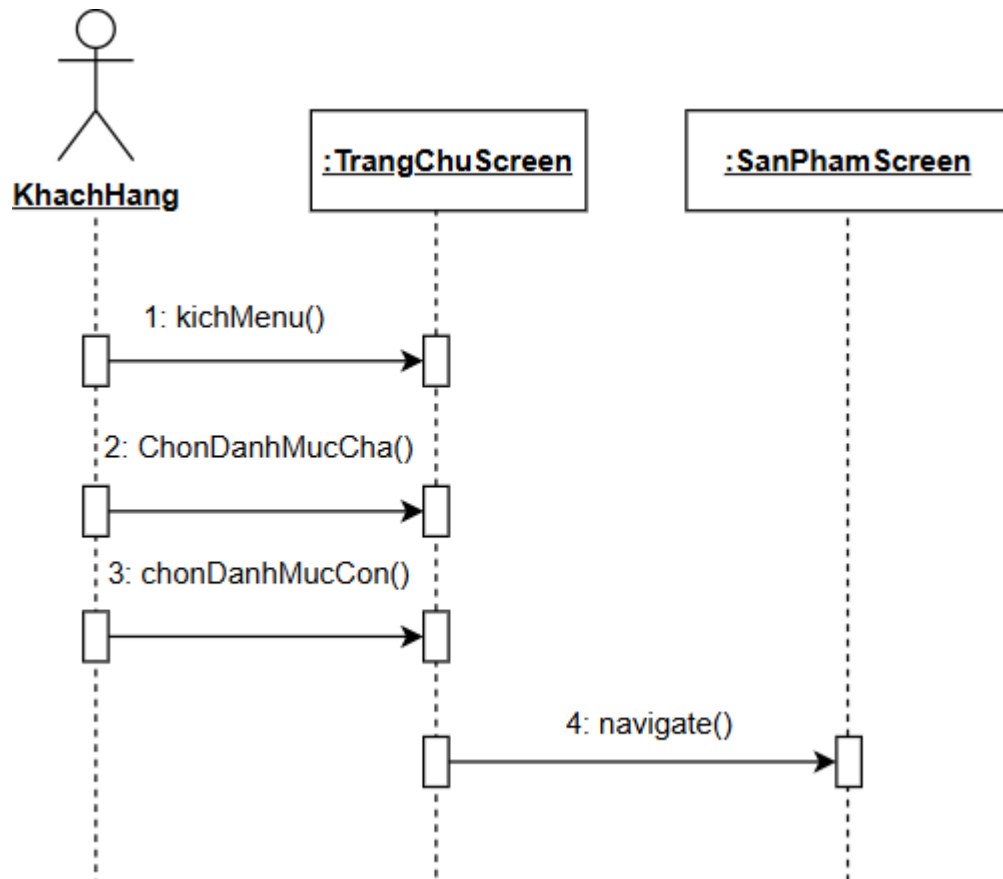 KhachHang
:TrangChuScreen
:SanPhamScreen
1: kichMenu()
2: ChonDanhMucCha()
3: chonDanhMucCon()
4: navigate()